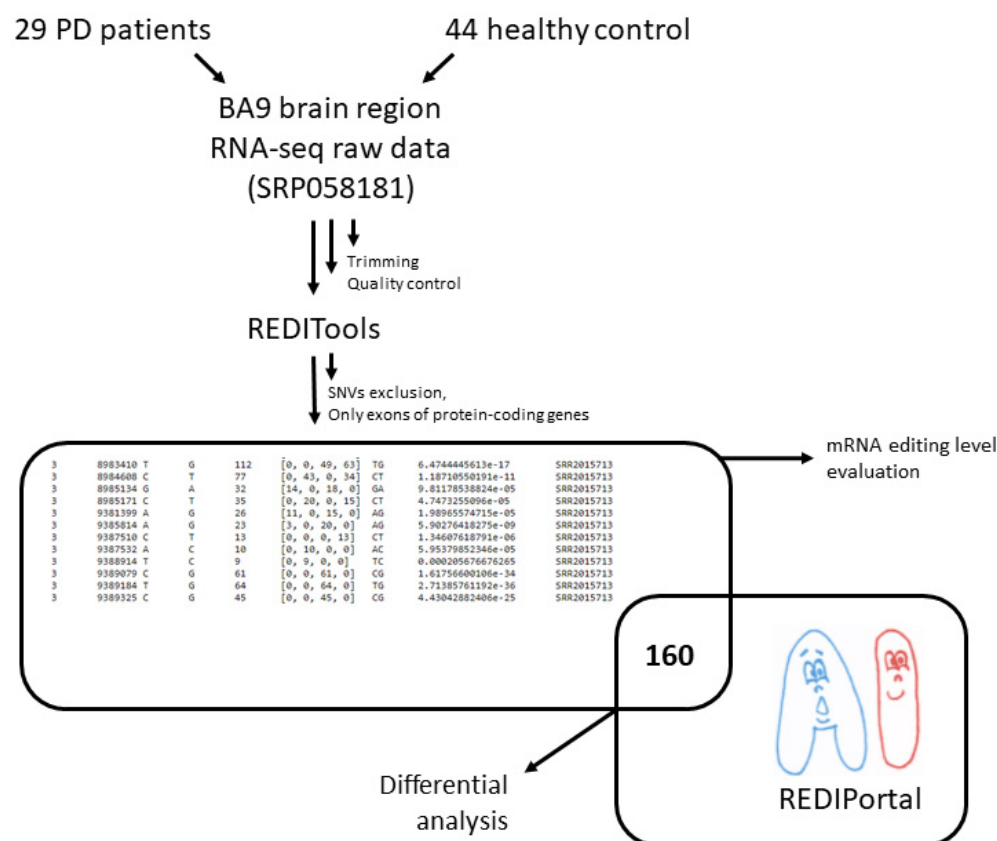 29 PD patients
44 healthy control
BA9 brain region
RNA-seq raw data
(SRP058181)
Trimming
Quality control
REDITools
SNVs exclusion,
Only exons of protein-coding genes
mRNA editing level
evaluation
3 8983410 T G 112 [0, 0, 49, 63] TG 6.4744445613e-17 SRR2015713
3 8984608 C T 77 [0, 43, 0, 34] CT 1.18710550191e-11 SRR2015713
3 8985134 G A 32 [14, 0, 18, 0] GA 9.81178538824e-05 SRR2015713
3 8985171 C T 35 [0, 20, 0, 15] CT 4.7473255096e-05 SRR2015713
3 9381399 A G 26 [11, 0, 15, 0] AG 1.98965574715e-05 SRR2015713
3 9385814 A G 23 [3, 0, 20, 0] AG 5.90276418275e-09 SRR2015713
3 9387510 C T 13 [0, 0, 0, 13] CT 1.34607618791e-06 SRR2015713
3 9387532 A C 10 [0, 10, 0, 0] AC 5.95379852346e-05 SRR2015713
3 9388914 T C 9 [0, 9, 0, 0] TC 0.000205676676265 SRR2015713
3 9389079 C G 61 [0, 0, 61, 0] CG 1.61756600106e-34 SRR2015713
3 9389184 T G 64 [0, 0, 64, 0] TG 2.71385761192e-36 SRR2015713
3 9389325 C G 45 [0, 0, 45, 0] CG 4.43042882406e-25 SRR2015713
160
REDIPortal
Differential
analysis